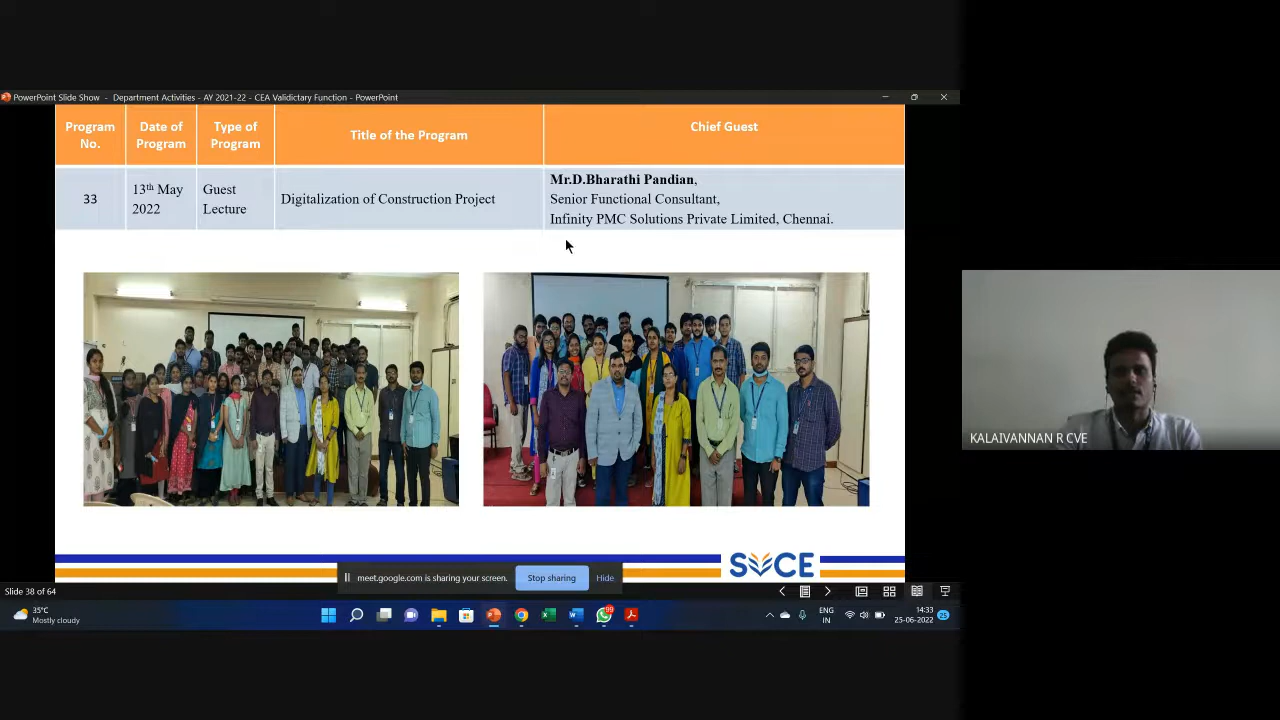 PowerPoint Slide Show - Department Activities - AY 2021-22 - CEA Validictary Function - PowerPoint
Program No.
Date of Program
Type of Program
Title of the Program
Chief Guest
33
13th May 2022
Guest Lecture
Digitalization of Construction Project
Mr.D.Bharathi Pandian,
Senior Functional Consultant,
Infinity PMC Solutions Private Limited, Chennai.
KALAIVANNAN R CVE
SVCE
meet.google.com is sharing your screen.
Stop sharing
Hide
Slide 38 of 64
35°C
Mostly cloudy
99
ENG
IN
14:33
25-06-2022
25